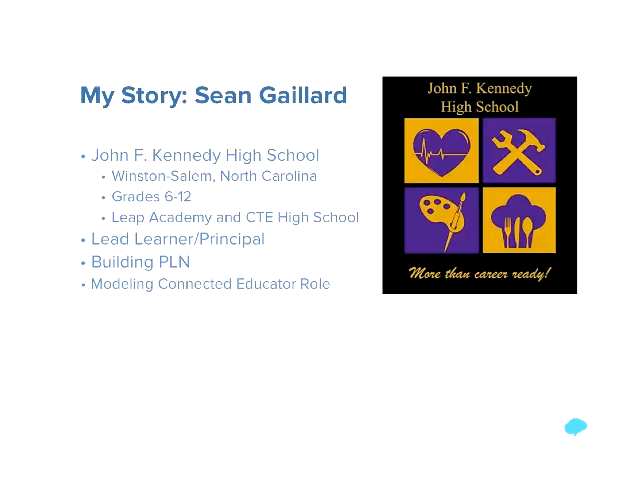 My Story: Sean Gaillard
• John F. Kennedy High School
• Winston-Salem, North Carolina
• Grades 6-12
• Leap Academy and CTE High School
• Lead Learner/Principal
• Building PLN
• Modeling Connected Educator Role
John F. Kennedy
High School
More than career ready!